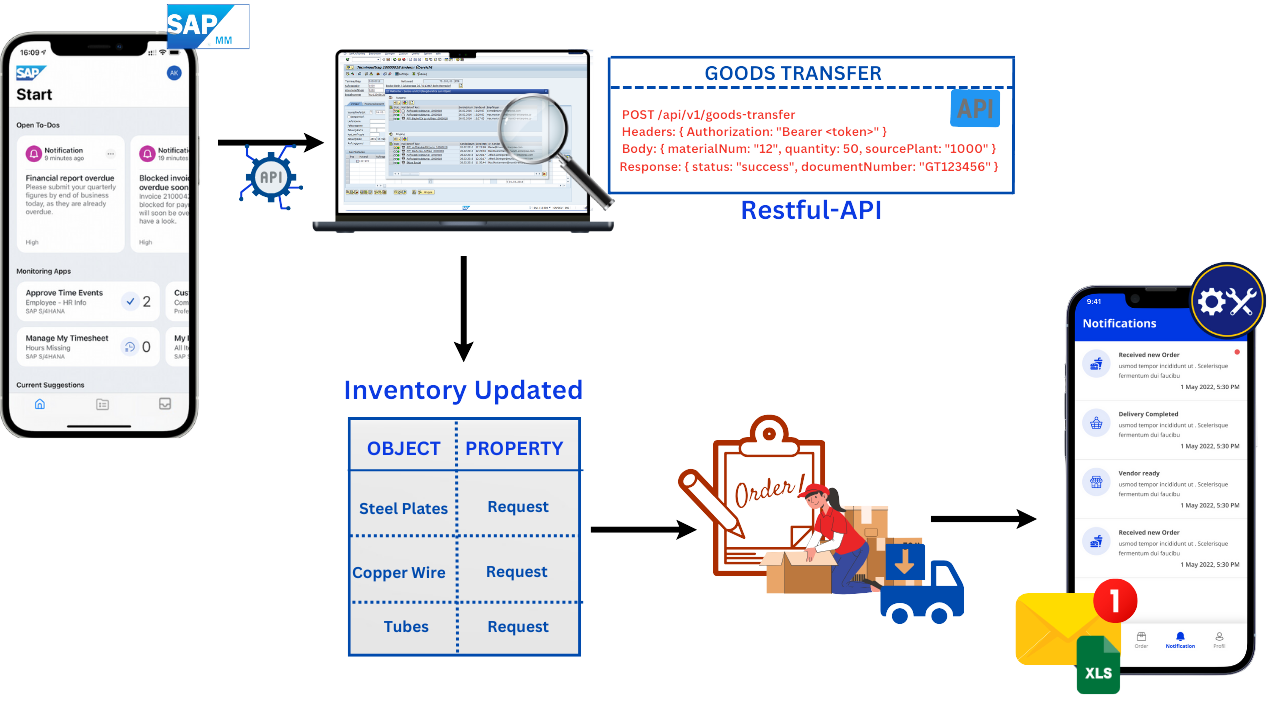 SAP
MM
16:09
SAP
AK
Start
Open To-Dos
Notification
9 minutes ago
Financial report overdue
Please submit your quarterly
figures by end of business
today, as they are already
overdue.
High
Notification
19 minutes
Blocked invoi
overdue soon
Invoice 2100042
blocked for pay
will soon be ove
have a look.
High
Monitoring Apps
Approve Time Events
Employee - HR Info
SAP S/4HANA
2
Cus
Com
Profe
Manage My Timesheet
Hours Missing
SAP S/4HANA
0
My I
All It
SAP S
Current Suggestions
API
GOODS TRANSFER
API
POST /api/v1/goods-transfer
Headers: { Authorization: "Bearer <token>" }
Body: { materialNum: "12", quantity: 50, sourcePlant: "1000" }
Response: { status: "success", documentNumber: "GT123456" }
Restful-API
Inventory Updated
OBJECT PROPERTY
Steel Plates Request
Copper Wire Request
Tubes Request
Order!
9:41
Notifications
Received new Order
usmod tempor incididunt ut . Scelerisque
fermentum dui faucibu
1 May 2022, 5:30 PM
Delivery Completed
usmod tempor incididunt ut . Scelerisque
fermentum dui faucibu
1 May 2022, 5:30 PM
Vendor ready
usmod tempor incididunt ut . Scelerisque
fermentum dui faucibu
1 May 2022, 5:30 PM
Received new Order
usmod tempor incididunt ut . Scelerisque
fermentum dui faucibu
1 May 2022, 5:30 PM
Order Notification Profil
1
XLS